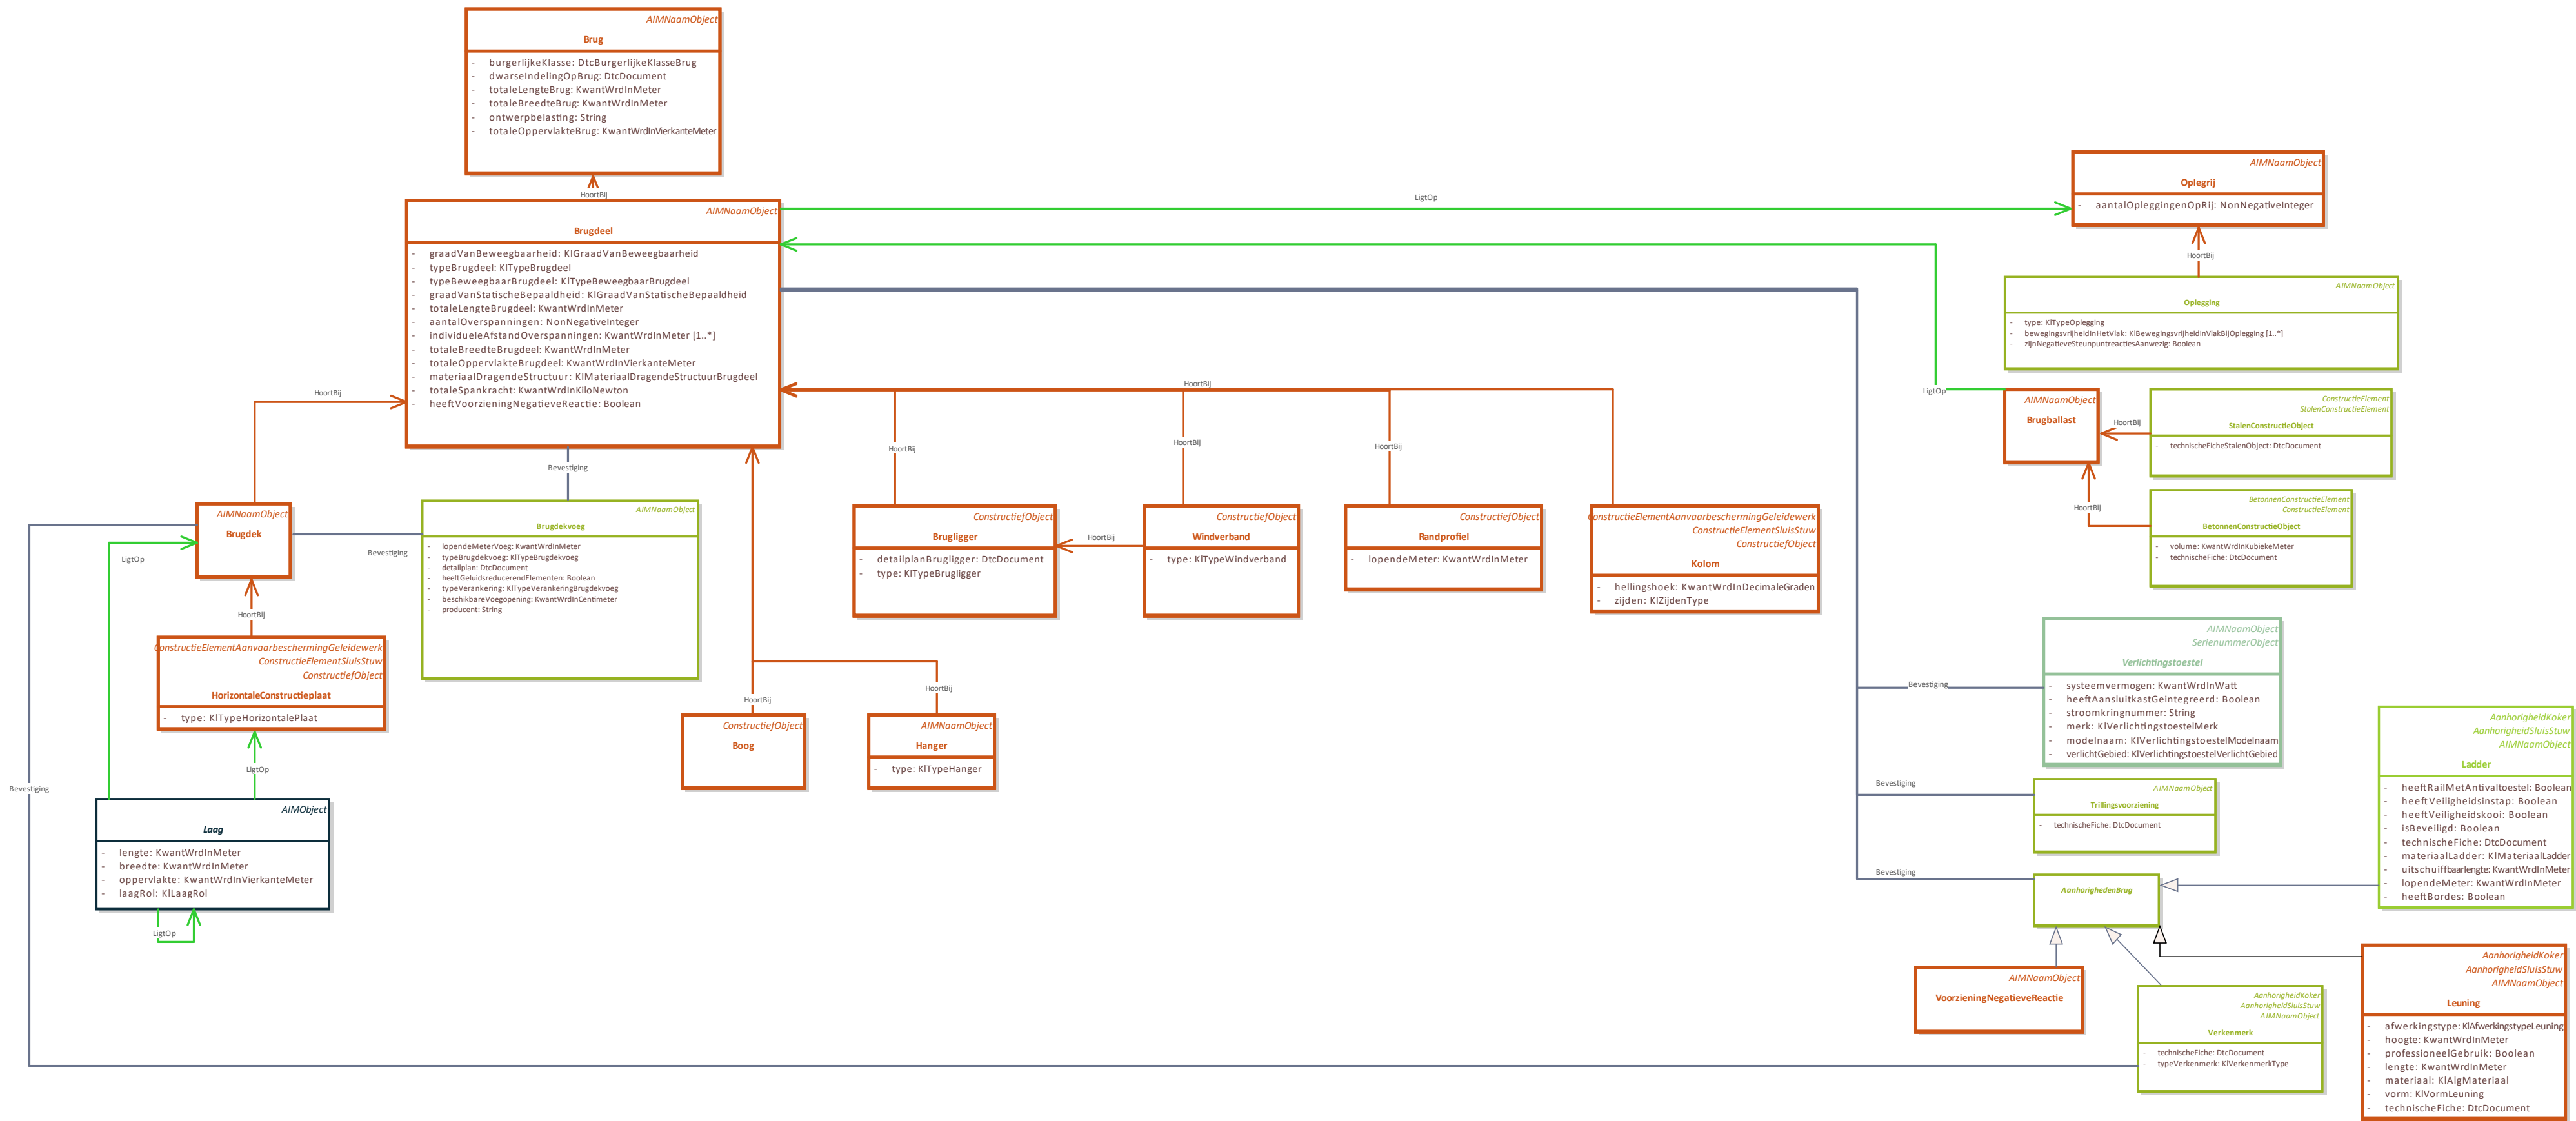 AIMNaamObject
Brug
- burgerlijkeKlasse: DtcBurgerlijkeKlasseBrug
- dwarseIndelingOpBrug: DtcDocument
- totaleLengteBrug: KwantWrdInMeter
- totaleBreedteBrug: KwantWrdInMeter
- ontwerpbelasting: String
- totaleOppervlakteBrug: KwantWrdInVierkanteMeter
HoortBij
AIMNaamObject
Brugdeel
- graadVanBeweegbaarheid: KlGraadVanBeweegbaarheid
- typeBrugdeel: KlTypeBrugdeel
- typeBeweegbaarBrugdeel: KlTypeBeweegbaarBrugdeel
- graadVanStatischeBepaaldheid: KlGraadVanStatischeBepaaldheid
- totaleLengteBrugdeel: KwantWrdInMeter
- aantalOverspanningen: NonNegativeInteger
- individueleAfstandOverspanningen: KwantWrdInMeter [1..*]
- totaleBreedteBrugdeel: KwantWrdInMeter
- totaleOppervlakteBrugdeel: KwantWrdInVierkanteMeter
- materiaalDragendeStructuur: KlMateriaalDragendeStructuurBrugdeel
- totaleSpankracht: KwantWrdInKiloNewton
- heeftVoorzieningNegatieveReactie: Boolean
LigtOp
AIMNaamObject
Oplegrij
- aantalOpleggingenOpRij: NonNegativeInteger
HoortBij
AIMNaamObject
Oplegging
- type: KlTypeOplegging
- bewegingsvrijheidInHetVlak: KlBewegingsvrijheidInVlakBijOplegging [1..*]
- zijnNegatieveSteunpuntreactiesAanwezig: Boolean
LigtOp
AIMNaamObject
Brugballast
HoortBij
ConstructieElement
StalenConstructieElement
StalenConstructieObject
- technischeFicheStalenObject: DtcDocument
HoortBij
BetonnenConstructieElement
ConstructieElement
BetonnenConstructieObject
- volume: KwantWrdInKubiekeMeter
- technischeFiche: DtcDocument
HoortBij
HoortBij
HoortBij
HoortBij
HoortBij
Bevestiging
AIMNaamObject
Brugdek
Bevestiging
AIMNaamObject
Brugdekvoeg
- lopendeMeterVoeg: KwantWrdInMeter
- typeBrugdekvoeg: KlTypeBrugdekvoeg
- detailplan: DtcDocument
- heeftGeluidsreducerendElementen: Boolean
- typeVerankering: KlTypeVerankeringBrugdekvoeg
- beschikbareVoegopening: KwantWrdInCentimeter
- producent: String
ConstructiefObject
Brugligger
- detailplanBrugligger: DtcDocument
- type: KlTypeBrugligger
HoortBij
ConstructiefObject
Windverband
- type: KlTypeWindverband
ConstructiefObject
Randprofiel
- lopendeMeter: KwantWrdInMeter
ConstructieElementAanvaarbeschermingGeleidewerk
ConstructieElementSluisStuw
ConstructiefObject
Kolom
- hellingshoek: KwantWrdInDecimaleGraden
- zijden: KlZijdenType
LigtOp
HoortBij
ConstructieElementAanvaarbeschermingGeleidewerk
ConstructieElementSluisStuw
ConstructiefObject
HorizontaleConstructieplaat
- type: KlTypeHorizontalePlaat
HoortBij
ConstructiefObject
Boog
HoortBij
AIMNaamObject
Hanger
- type: KlTypeHanger
LigtOp
Bevestiging
AIMObject
Laag
- lengte: KwantWrdInMeter
- breedte: KwantWrdInMeter
- oppervlakte: KwantWrdInVierkanteMeter
- laagRol: KlLaagRol
LigtOp
Bevestiging
AIMNaamObject
SerienummerObject
Verlichtingstoestel
- systeemvermogen: KwantWrdInWatt
- heeftAansluitkastGeintegreerd: Boolean
- stroomkringnummer: String
- merk: KlVerlichtingstoestelMerk
- modelnaam: KlVerlichtingstoestelModelnaam
- verlichtGebied: KlVerlichtingstoestelVerlichtGebied
Bevestiging
AIMNaamObject
Trillingsvoorziening
- technischeFiche: DtcDocument
Bevestiging
AanhorighedenBrug
AanhorigheidKoker
AanhorigheidSluisStuw
AIMNaamObject
Ladder
- heeftRailMetAntivaltoestel: Boolean
- heeftVeiligheidsinstap: Boolean
- heeftVeiligheidskooi: Boolean
- isBeveiligd: Boolean
- technischeFiche: DtcDocument
- materiaalLadder: KlMateriaalLadder
- uitschuiffbaarlengte: KwantWrdInMeter
- lopendeMeter: KwantWrdInMeter
- heeftBordes: Boolean
AIMNaamObject
VoorzieningNegatieveReactie
AanhorigheidKoker
AanhorigheidSluisStuw
AIMNaamObject
Verkenmerk
- technischeFiche: DtcDocument
- typeVerkenmerk: KlVerkenmerkType
AanhorigheidKoker
AanhorigheidSluisStuw
AIMNaamObject
Leuning
- afwerkingstype: KlAfwerkingstypeLeuning
- hoogte: KwantWrdInMeter
- professioneelGebruik: Boolean
- lengte: KwantWrdInMeter
- materiaal: KlAlgMateriaal
- vorm: KlVormLeuning
- technischeFiche: DtcDocument